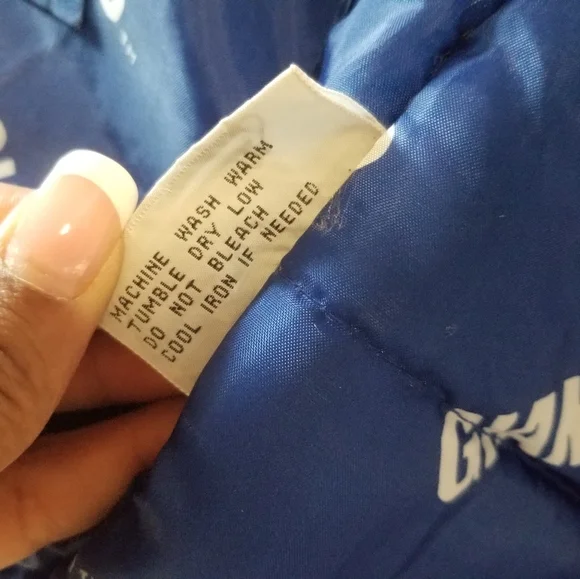 MACHINE WASH WARM
TUMBLE DRY LOW
DO NOT BLEACH
COOL IRON IF NEEDED